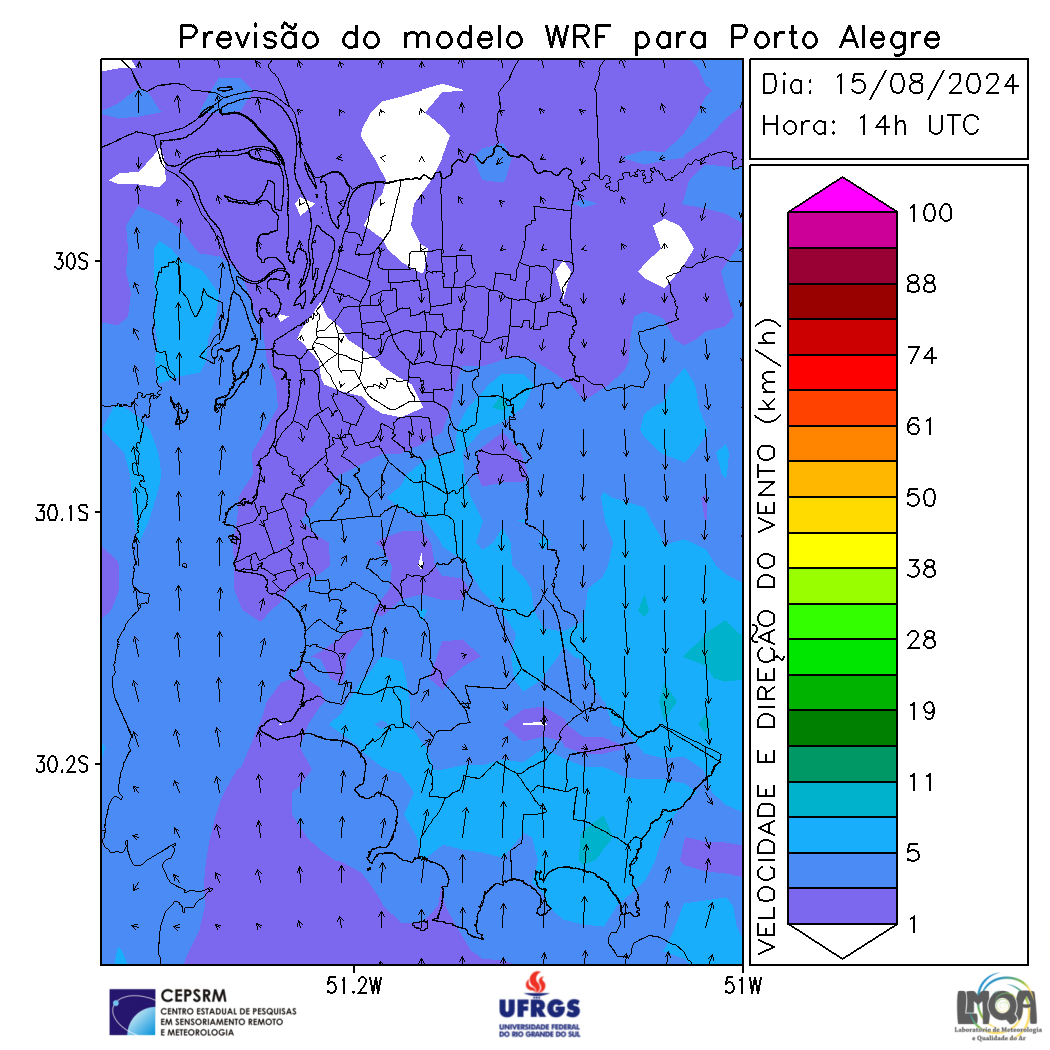 Previsão do modelo WRF para Porto Alegre
Dia: 15/08/2024
Hora: 14h UTC
30S
30.1S
30.2S
51.2W
51W
VELOCIDADE E DIREÇÃO DO VENTO (km/h)
100
88
74
61
50
38
28
19
11
5
1
CEPSRM
CENTRO ESTADUAL DE PESQUISAS
EM SENSORIAMENTO REMOTO
E METEOROLOGIA
UFRGS
UNIVERSIDADE FEDERAL
DO RIO GRANDE DO SUL
LMQA
Laboratório de Meteorologia
e Qualidade do Ar